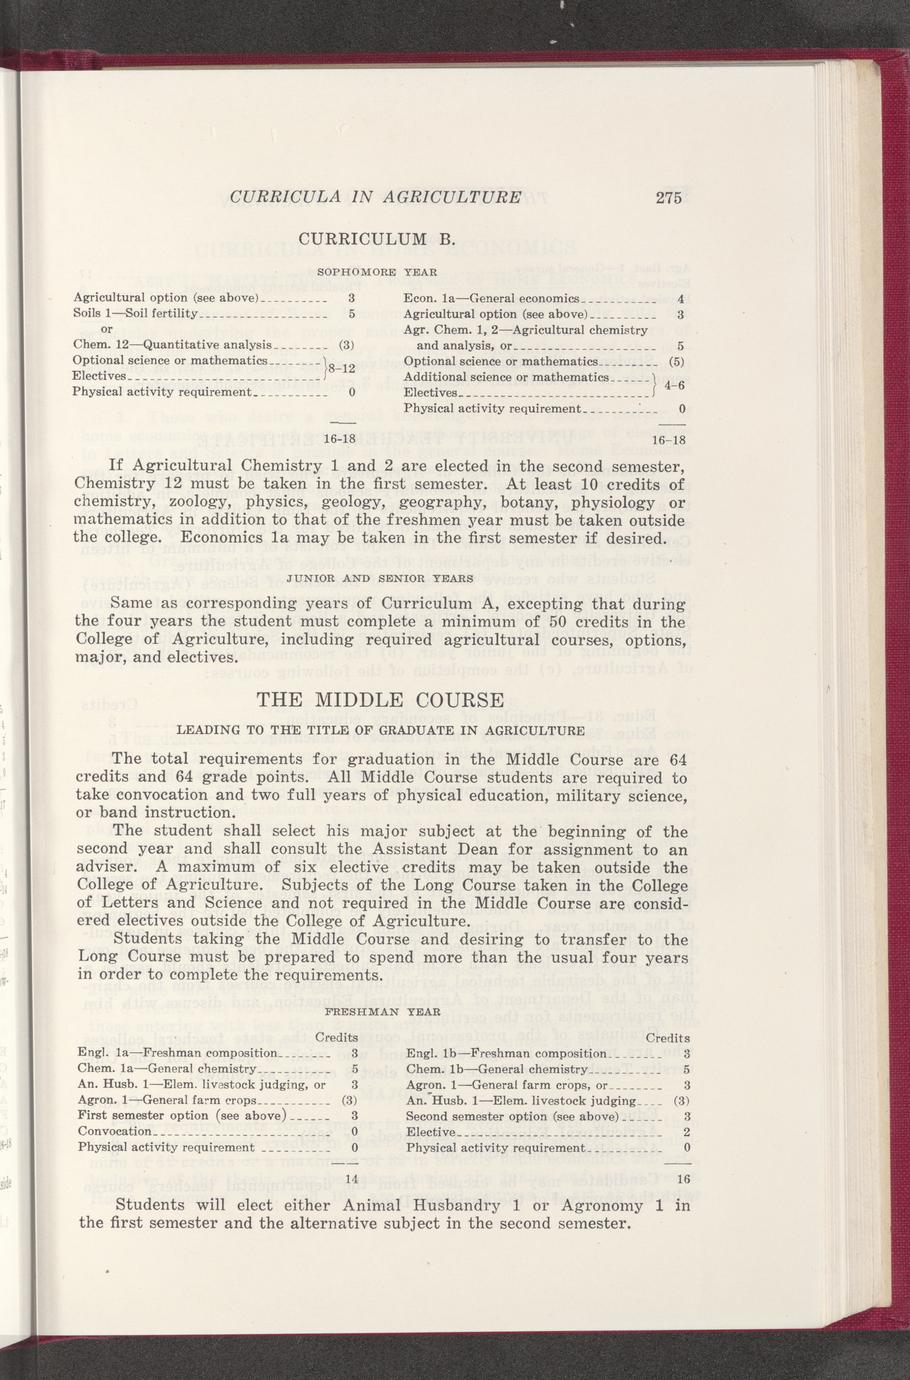 CURRICULA IN AGRICULTURE 275
CURRICULUM B.
SOPHOMORE YEAR
Agricultural option (see above) 3
Soils 1—Soil fertility 5
or
Chem. 12—Quantitative analysis (3)
Optional science or mathematics
Electives }8-12
Physical activity requirement 0
16-18
Econ. 1a—General economics 4
Agricultural option (see above) 3
Agr. Chem. 1, 2—Agricultural chemistry
and analysis, or 5
Optional science or mathematics (5)
Additional science or mathematics
Electives } 4-6
Physical activity requirement 0
16-18
If Agricultural Chemistry 1 and 2 are elected in the second semester,
Chemistry 12 must be taken in the first semester. At least 10 credits of
chemistry, zoology, physics, geology, geography, botany, physiology or
mathematics in addition to that of the freshmen year must be taken outside
the college. Economics 1a may be taken in the first semester if desired.
JUNIOR AND SENIOR YEARS
Same as corresponding years of Curriculum A, excepting that during
the four years the student must complete a minimum of 50 credits in the
College of Agriculture, including required agricultural courses, options,
major, and electives.
THE MIDDLE COURSE
LEADING TO THE TITLE OF GRADUATE IN AGRICULTURE
The total requirements for graduation in the Middle Course are 64
credits and 64 grade points. All Middle Course students are required to
take convocation and two full years of physical education, military science,
or band instruction.
The student shall select his major subject at the beginning of the
second year and shall consult the Assistant Dean for assignment to an
adviser. A maximum of six elective credits may be taken outside the
College of Agriculture. Subjects of the Long Course taken in the College
of Letters and Science and not required in the Middle Course are consid-
ered electives outside the College of Agriculture.
Students taking the Middle Course and desiring to transfer to the
Long Course must be prepared to spend more than the usual four years
in order to complete the requirements.
FRESHMAN YEAR
Credits
Engl. 1a—Freshman composition 3
Chem. 1a—General chemistry 5
An. Husb. 1—Elem. livestock judging, or 3
Agron. 1—General farm crops (3)
First semester option (see above) 3
Convocation 0
Physical activity requirement 0
14
Credits
Engl. 1b—Freshman composition 3
Chem. 1b—General chemistry 5
Agron. 1—General farm crops, or 3
An. Husb. 1—Elem. livestock judging (3)
Second semester option (see above) 3
Elective 2
Physical activity requirement 0
16
Students will elect either Animal Husbandry 1 or Agronomy 1 in
the first semester and the alternative subject in the second semester.